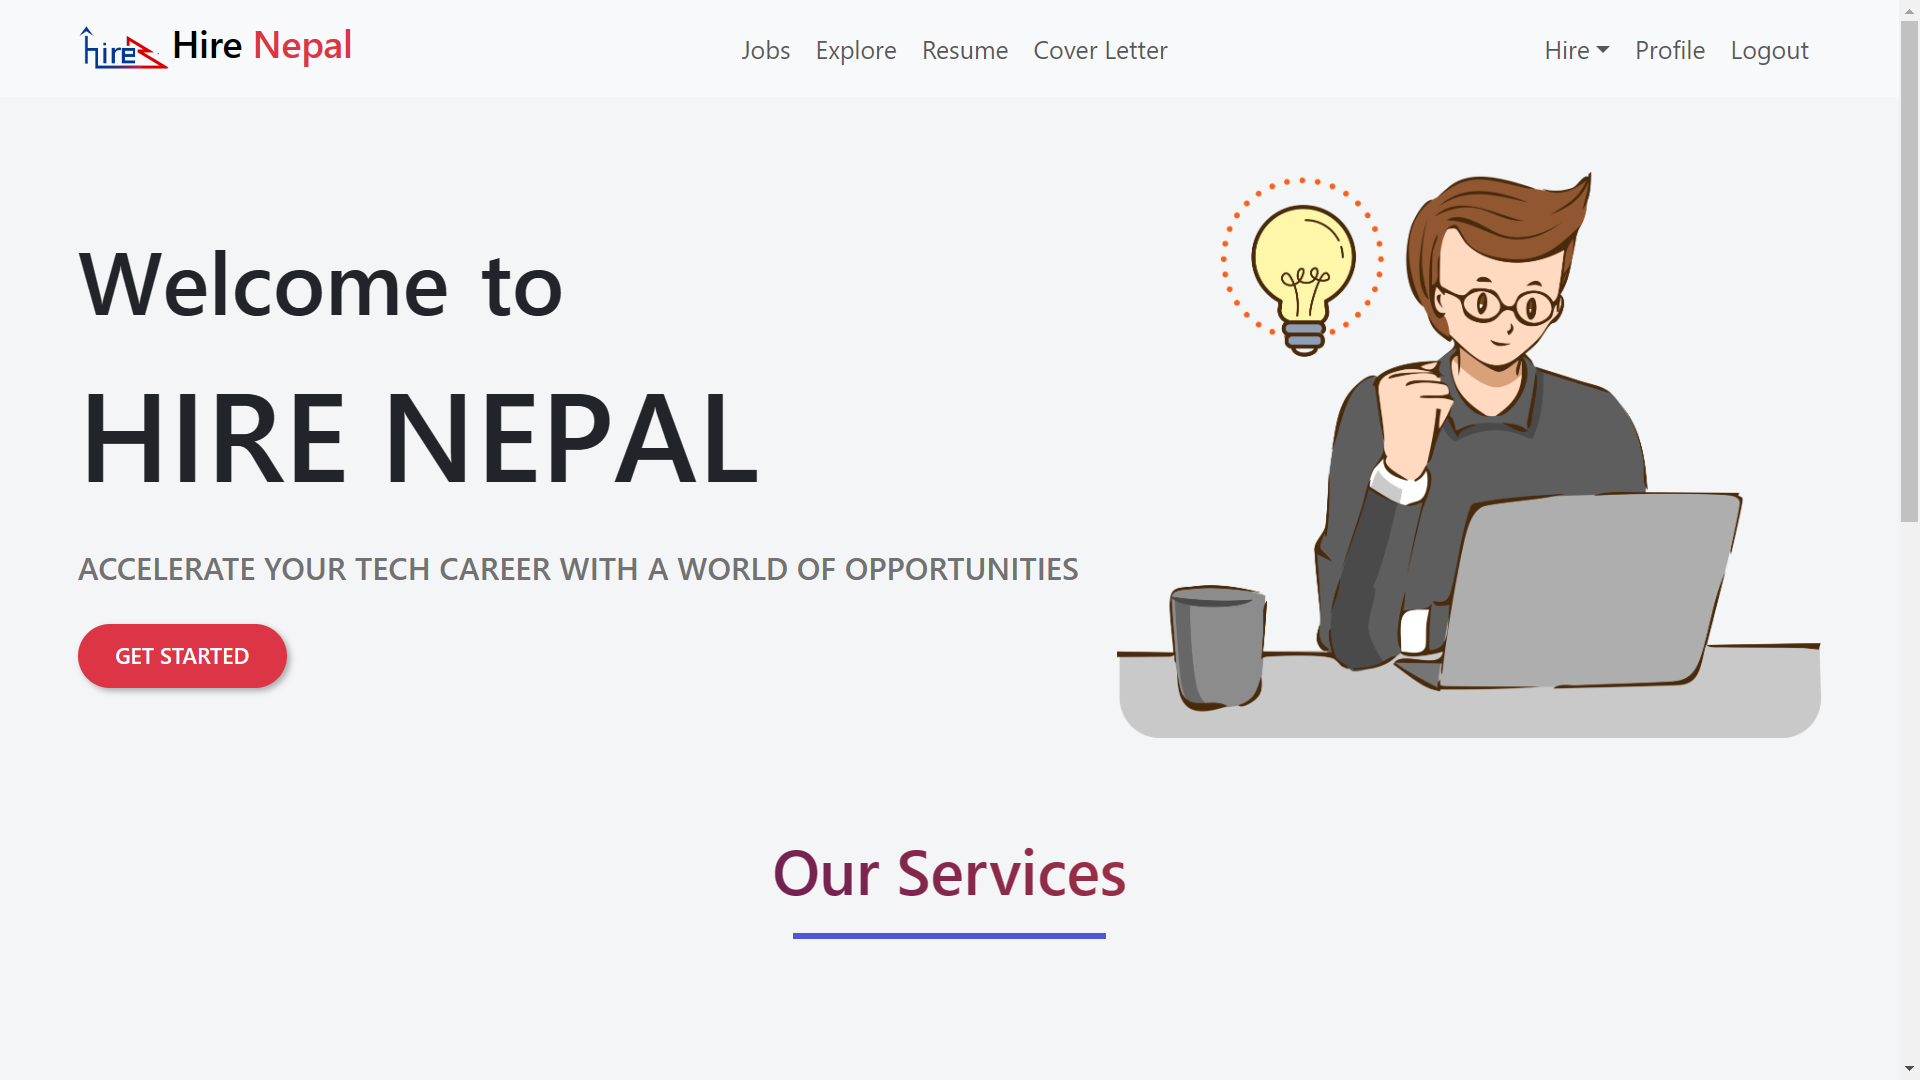 hire
Hire Nepal
Jobs Explore Resume Cover Letter
Hire Profile Logout
Welcome to
HIRE NEPAL
ACCELERATE YOUR TECH CAREER WITH A WORLD OF OPPORTUNITIES
GET STARTED
Our Services